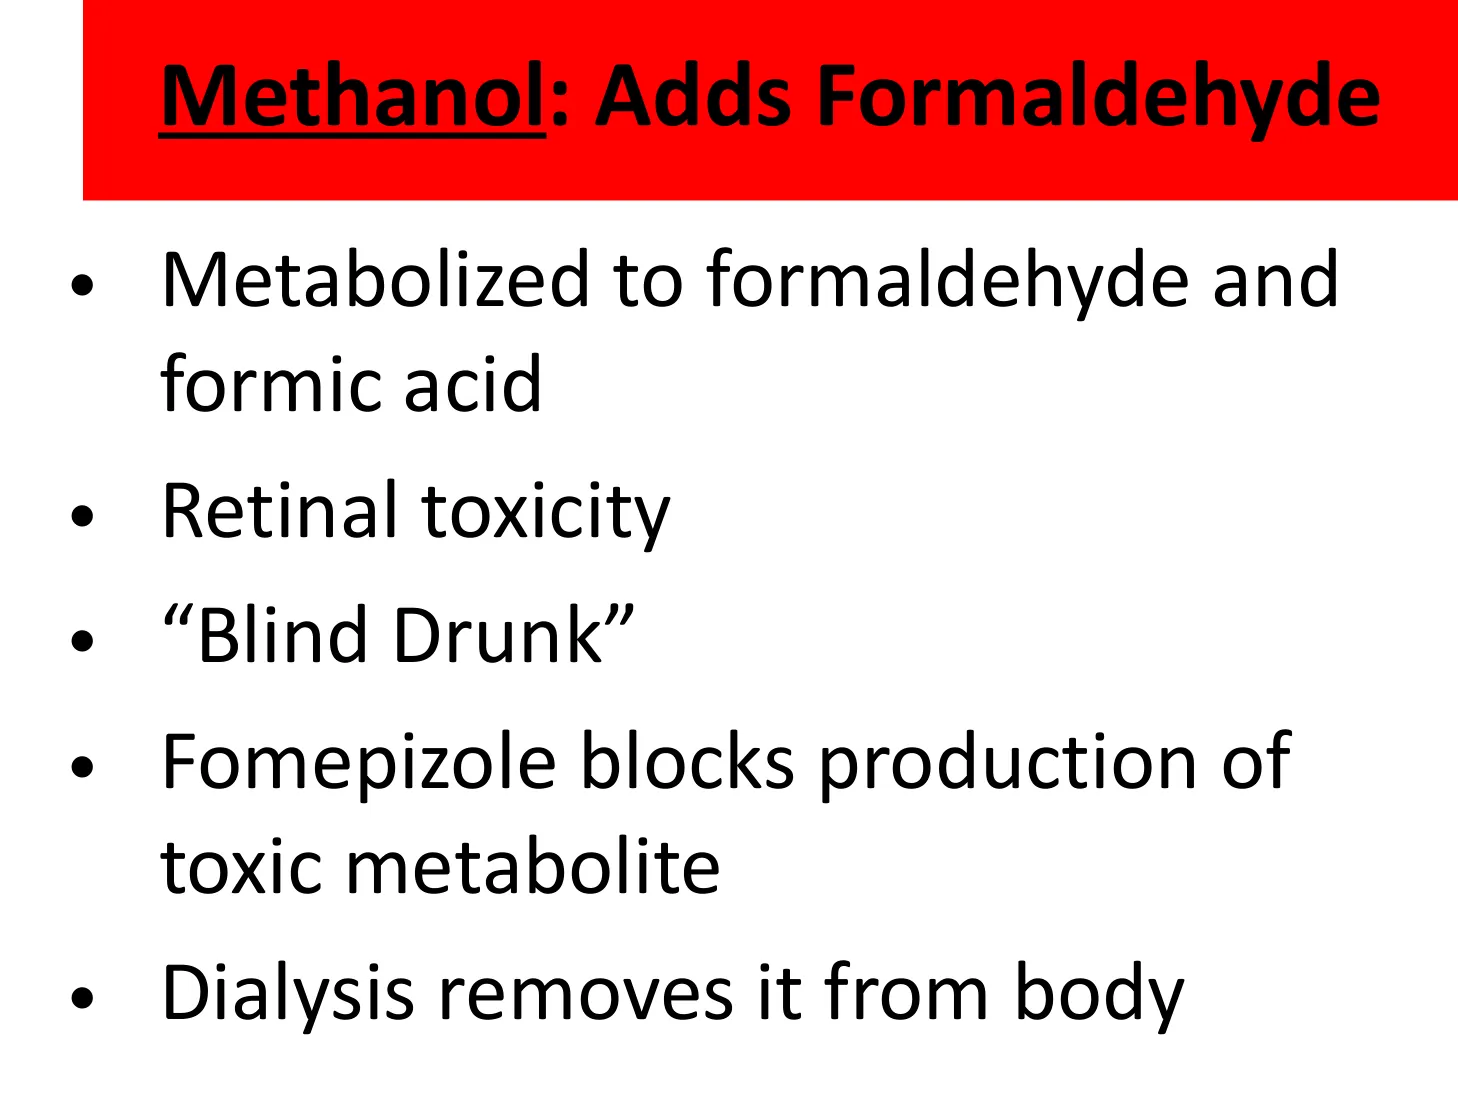 Methanol: Adds Formaldehyde
• Metabolized to formaldehyde and
formic acid
• Retinal toxicity
• “Blind Drunk”
• Fomepizole blocks production of
toxic metabolite
• Dialysis removes it from body